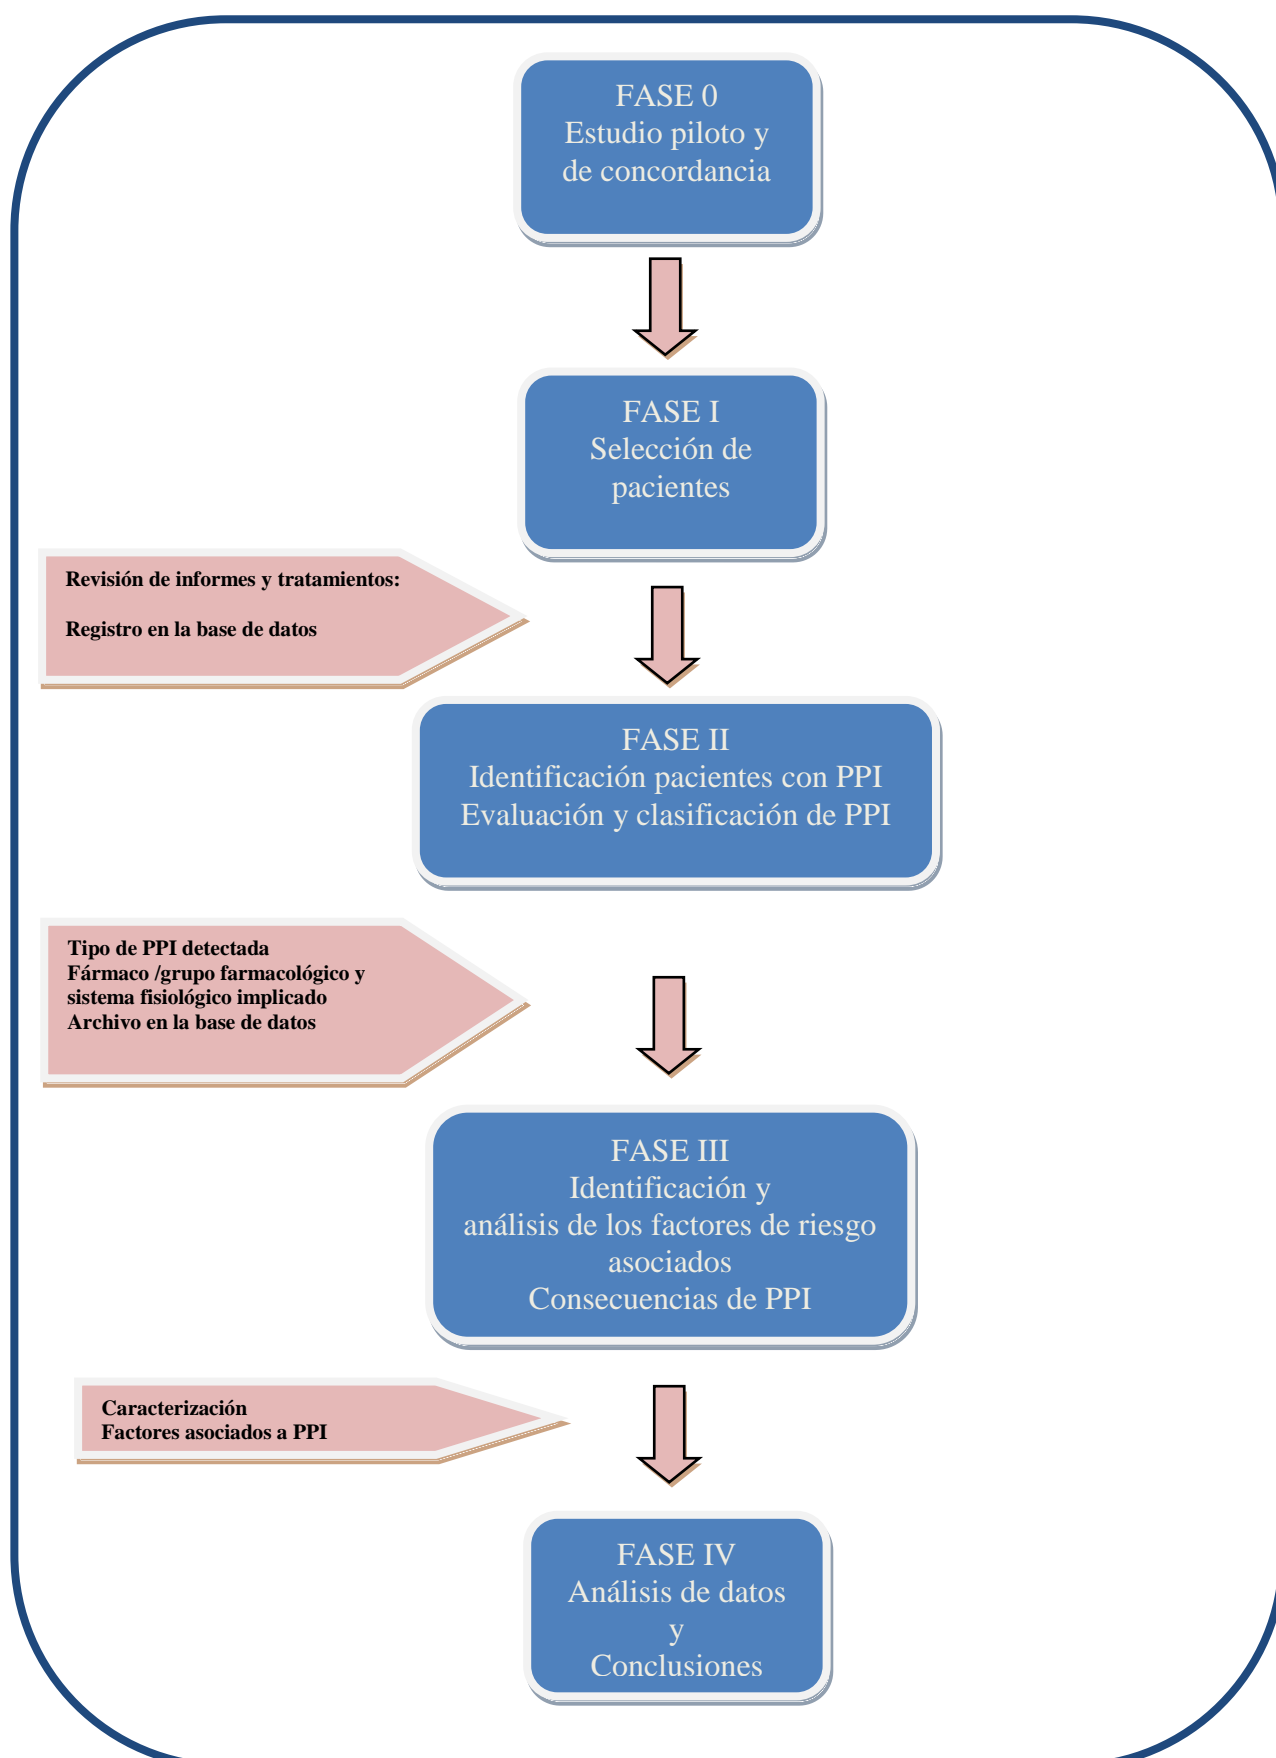 FASE 0
Estudio piloto y
de concordancia
FASE I
Selección de
pacientes
Revisión de informes y tratamientos:
Registro en la base de datos
FASE II
Identificación pacientes con PPI
Evaluación y clasificación de PPI
Tipo de PPI detectada
Fármaco /grupo farmacológico y
sistema fisiológico implicado
Archivo en la base de datos
FASE III
Identificación y
análisis de los factores de riesgo
asociados
Consecuencias de PPI
Caracterización
Factores asociados a PPI
FASE IV
Análisis de datos
y
Conclusiones